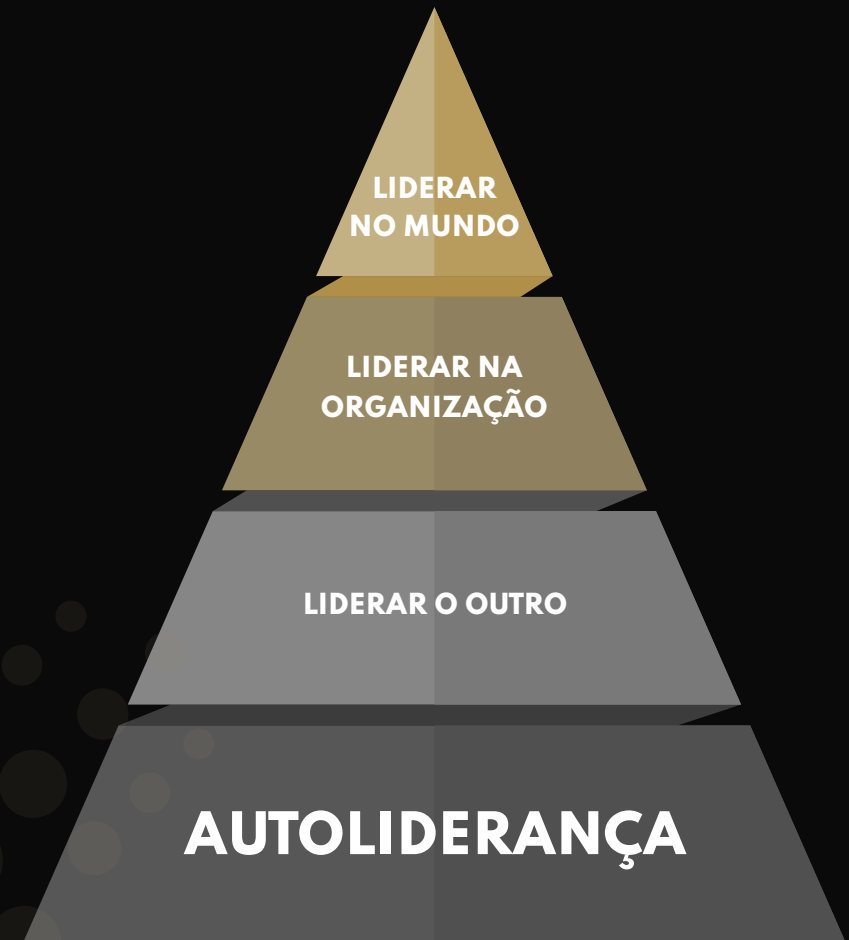 LIDERAR
NO MUNDO
LIDERAR NA
ORGANIZAÇÃO
LIDERAR O OUTRO
AUTOLIDERANÇA